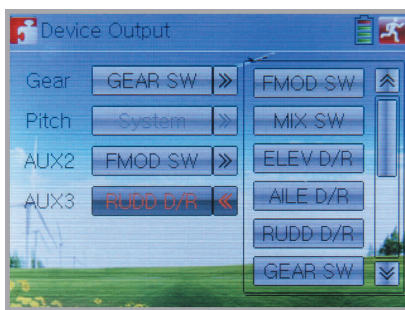 Device Output
Gear GEAR SW
Pitch System
AUX2 FMOD SW
AUX3 RUDD D/R
FMOD SW
MIX SW
ELEV D/R
AILE D/R
RUDD D/R
GEAR SW